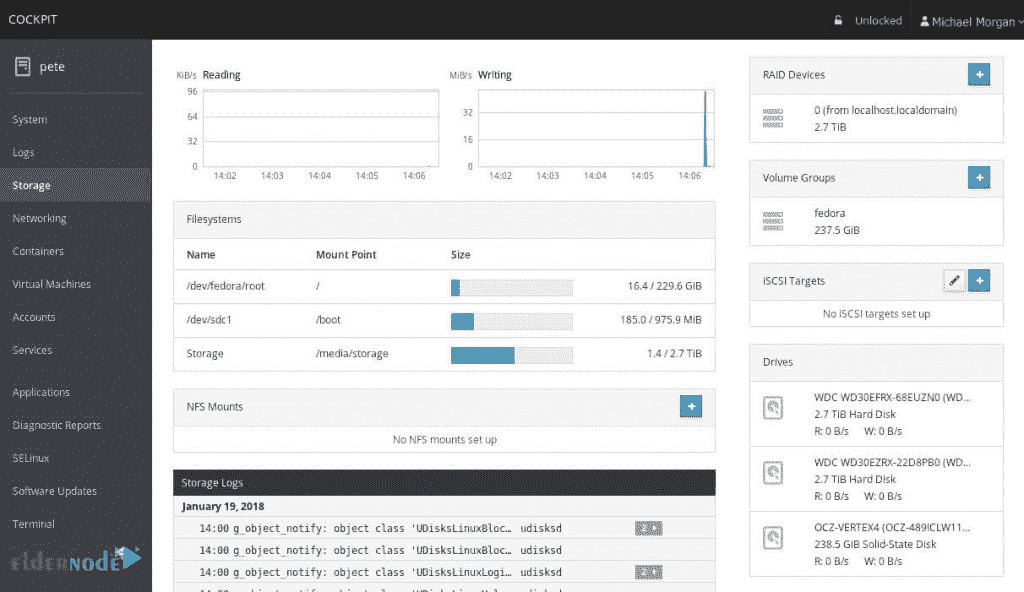 COCKPIT
Unlocked
Michael Morgan
pete
System
Logs
Storage
Networking
Containers
Virtual Machines
Accounts
Services
Applications
Diagnostic Reports
SELinux
Software Updates
Terminal
elderNODE
KiB/s Reading
96
64
32
0
14:02 14:03 14:04 14:05 14:06
MiB/s Writing
32
16
0
14:02 14:03 14:04 14:05 14:06
Filesystems
Name Mount Point Size
/dev/fedora/root / 16.4 / 229.6 GiB
/dev/sdc1 /boot 185.0 / 975.9 MiB
Storage /media/storage 1.4 / 2.7 TiB
NFS Mounts +
No NFS mounts set up
Storage Logs
January 19, 2018
14:00 g_object_notify: object class 'UDisksLinuxBloc… udisksd
14:00 g_object_notify: object class 'UDisksLinuxBloc… udisksd
14:00 g_object_notify: object class 'UDisksLinuxLogi… udisksd
RAID Devices +
0 (from localhost.localdomain)
2.7 TiB
Volume Groups +
fedora
237.5 GiB
iSCSI Targets +
No iSCSI targets set up
Drives
WDC WD30EFRX-68EUZN0 (WD…
2.7 TiB Hard Disk
R: 0 B/s W: 0 B/s
WDC WD30EZRX-22D8PB0 (WD…
2.7 TiB Hard Disk
R: 0 B/s W: 0 B/s
OCZ-VERTEX4 (OCZ-489ICLW11…
238.5 GiB Solid-State Disk
R: 0 B/s W: 0 B/s